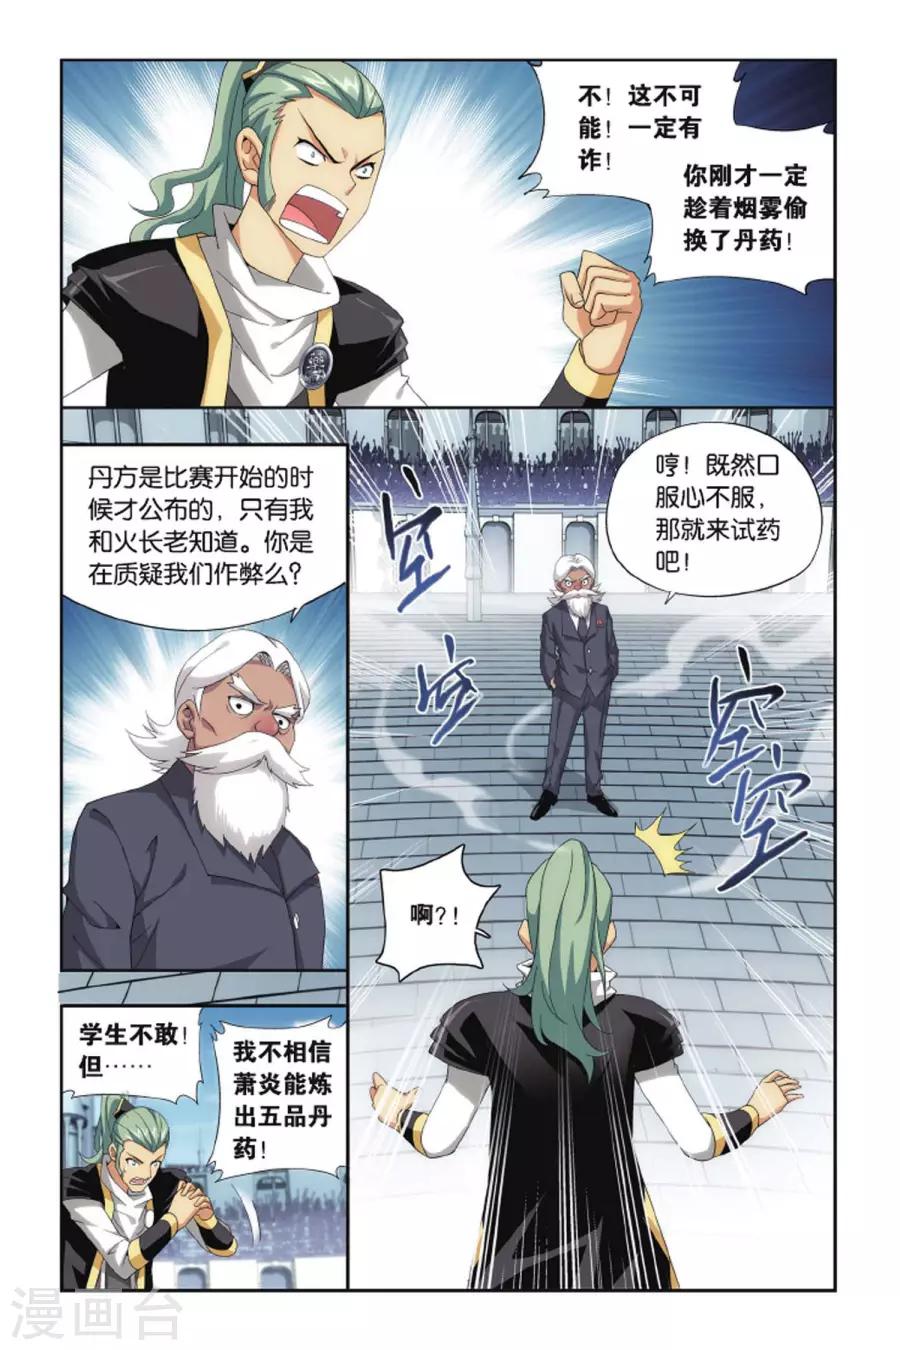 不！这不可
能！一定有
诈！
你刚才一定
趁着烟雾偷
换了丹药！
丹方是比赛开始的时
候才公布的，只有我
和火长老知道。你是
在质疑我们作弊么？
学生不敢！
但……
我不相信
萧炎能炼
出五品丹
药！
哼！既然口
服心不服，
那就来试药
吧！
空
空
空
空
啊？！
漫画台